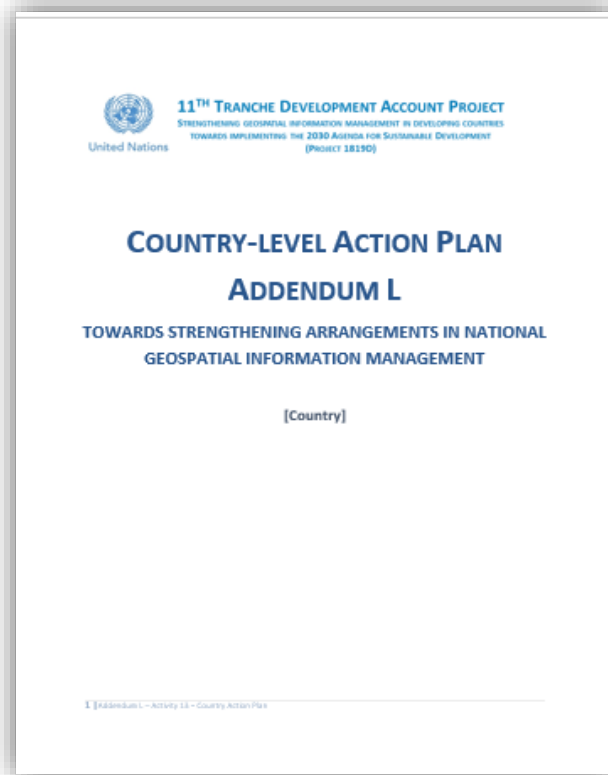 11TH TRANCHE DEVELOPMENT ACCOUNT PROJECT
STRENGTHENING GEOSPATIAL INFORMATION MANAGEMENT IN DEVELOPING COUNTRIES
TOWARDS IMPLEMENTING THE 2030 AGENDA FOR SUSTAINABLE DEVELOPMENT
(PROJECT 1819D)
United Nations
COUNTRY-LEVEL ACTION PLAN
ADDENDUM L
TOWARDS STRENGTHENING ARRANGEMENTS IN NATIONAL
GEOSPATIAL INFORMATION MANAGEMENT
[Country]
1 | Addendum L – Activity – Country Action Plan